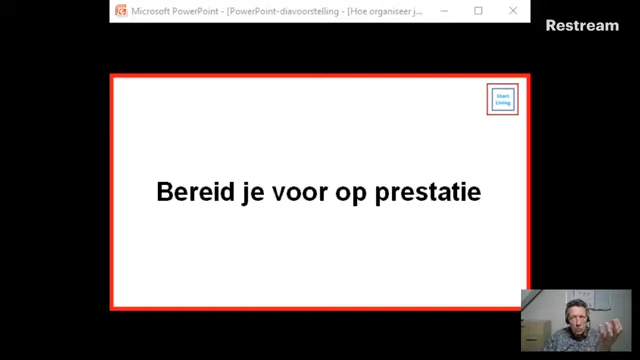 Microsoft PowerPoint - [PowerPoint-diavoorstelling - [Hoe organiseer j...
Restream
Start
Living
Bereid je voor op prestatie